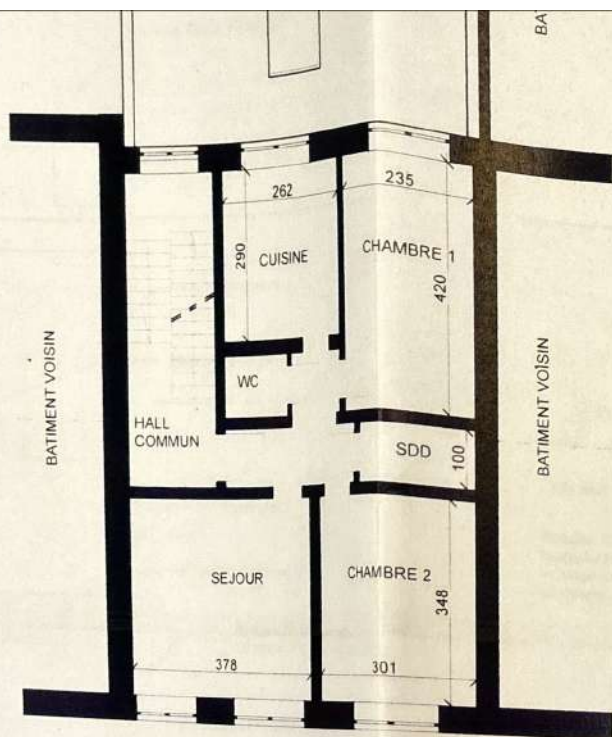 BA
262
235
290
CUISINE
CHAMBRE 1
420
BATIMENT VOISIN
BATIMENT VOISIN
WC
HALL
COMMUN
SDD
100
SEJOUR
CHAMBRE 2
348
378
301